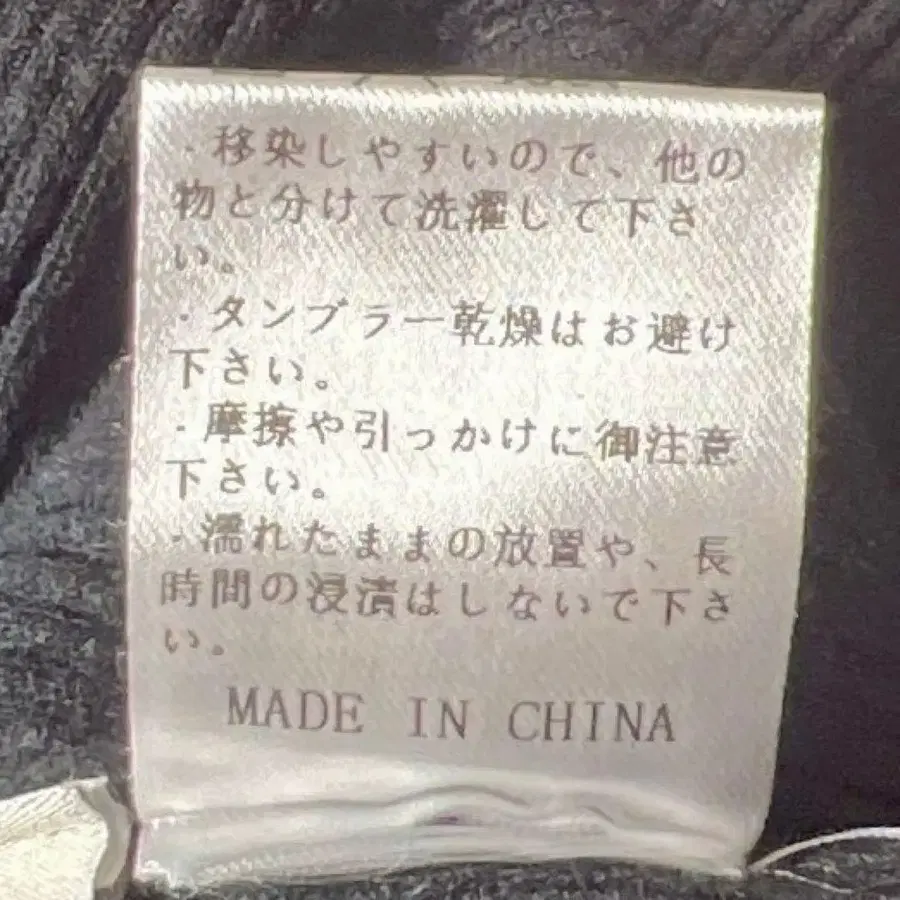 ・移染しやすいので、他の
物と分けて洗濯して下さ
い。
・タンブラー乾燥はお避け
下さい。
・摩擦や引っかけに御注意
下さい。
・濡れたままの放置や、長
時間の浸漬はしないで下さ
い。
MADE IN CHINA